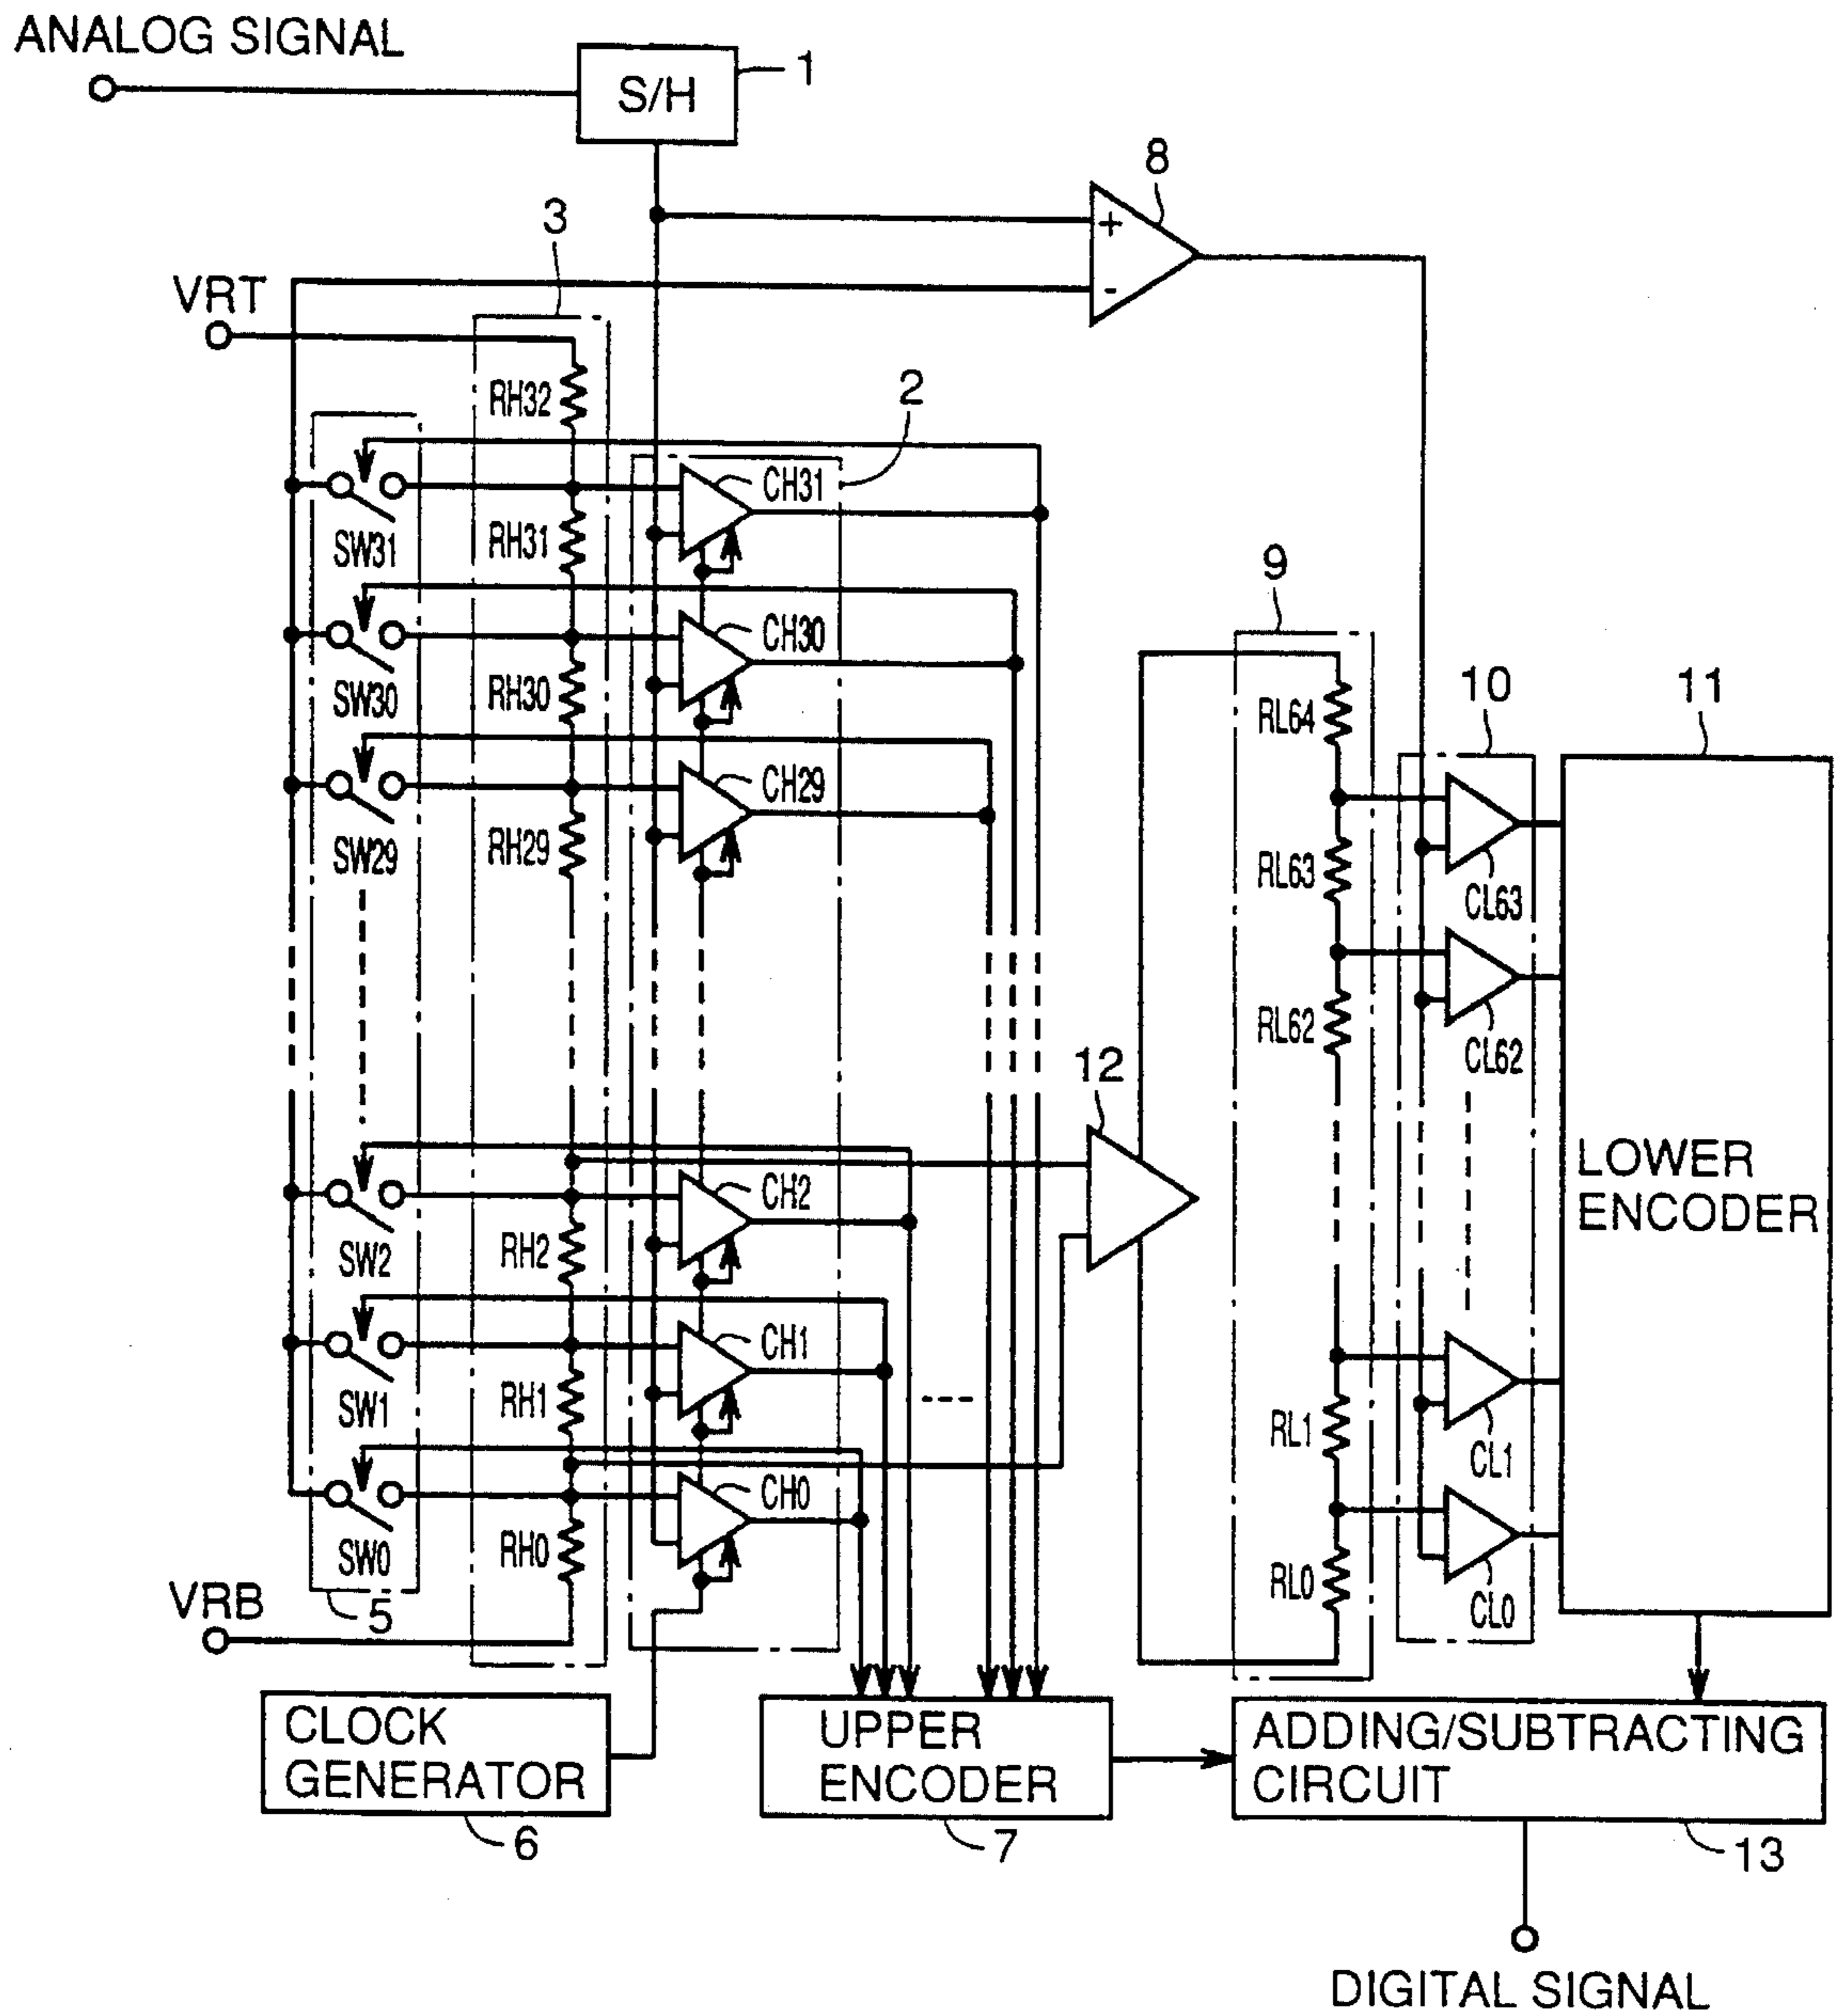 ANALOG SIGNAL
S/H
1
8
+
-
3
VRT
RH32
2
CH31
SW31
RH31
CH30
SW30
RH30
CH29
SW29
RH29
9
10
11
RL64
RL63
CL63
RL62
CL62
12
LOWER
ENCODER
CH2
SW2
RH2
CH1
SW1
RH1
RL1
CL1
CH0
SW0
RH0
RL0
CL0
VRB
5
CLOCK
GENERATOR
6
UPPER
ENCODER
7
ADDING/SUBTRACTING
CIRCUIT
13
DIGITAL SIGNAL